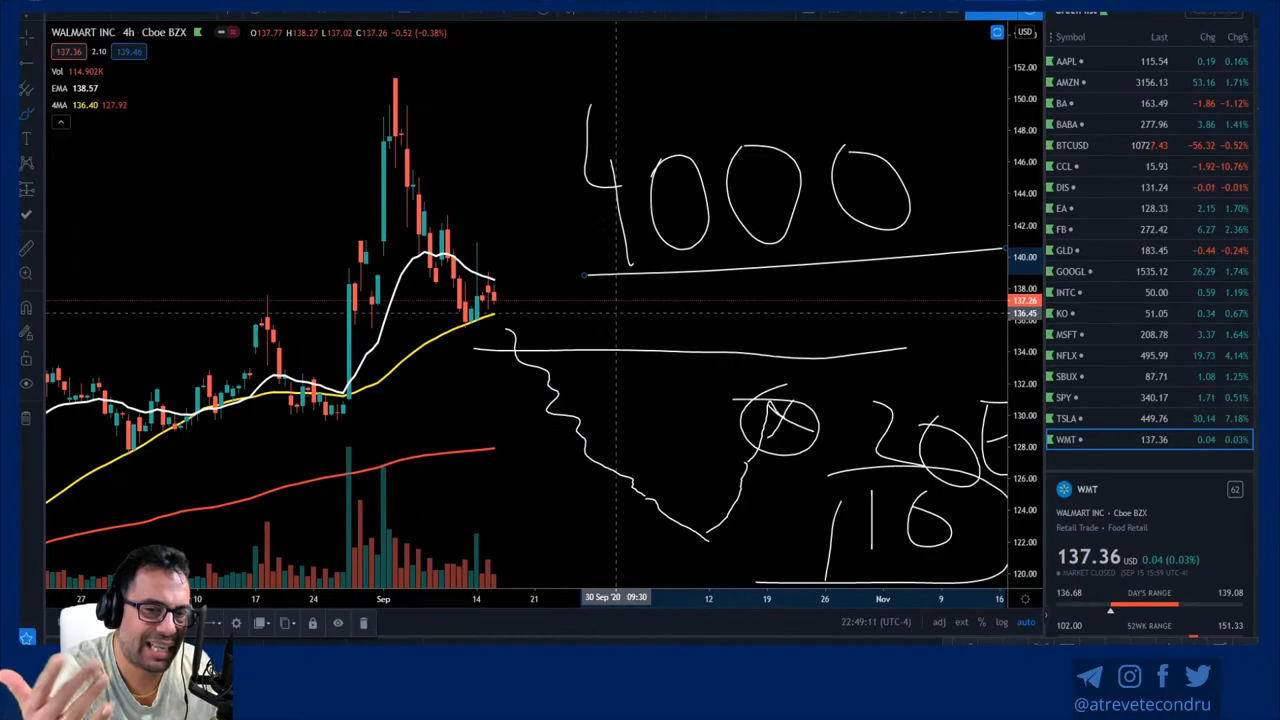 WALMART INC · 4h · Cboe BZX O137.77 H138.27 L137.02 C137.26 −0.52 (−0.38%)
137.36 2.10 139.46
Vol 114.902K
EMA 138.57
4MA 136.40 127.92
4000
20
110
USD
152.00
150.00
148.00
146.00
144.00
142.00
140.00
138.00
137.26
136.45
134.00
132.00
130.00
128.00
126.00
124.00
122.00
120.00
27 10 17 24 Sep 14 21 30 Sep '20 09:30 12 19 26 Nov 9 16
22:49:11 (UTC-4) adj ext % log auto
Symbol Last Chg Chg%
AAPL 115.54 0.19 0.16%
AMZN 3156.13 53.16 1.71%
BA 163.49 −1.86 −1.12%
BABA 277.96 3.86 1.41%
BTCUSD 10727.43 −56.32 −0.52%
CCL 15.93 −1.92 −10.76%
DIS 131.24 −0.01 −0.01%
EA 128.33 2.15 1.70%
FB 272.42 6.27 2.36%
GLD 183.45 −0.44 −0.24%
GOOGL 1535.12 26.29 1.74%
INTC 50.00 0.59 1.19%
KO 51.05 0.34 0.67%
MSFT 208.78 3.37 1.64%
NFLX 495.99 19.73 4.14%
SBUX 87.71 1.08 1.25%
SPY 340.17 1.71 0.51%
TSLA 449.76 30.14 7.18%
WMT 137.36 0.04 0.03%
WMT 62
WALMART INC · Cboe BZX
Retail Trade · Food Retail
137.36 USD 0.04 (0.03%)
MARKET CLOSED (SEP 15 15:59 UTC-4)
136.68 DAY'S RANGE 139.08
102.00 52WK RANGE 151.33
@atrevetecondru